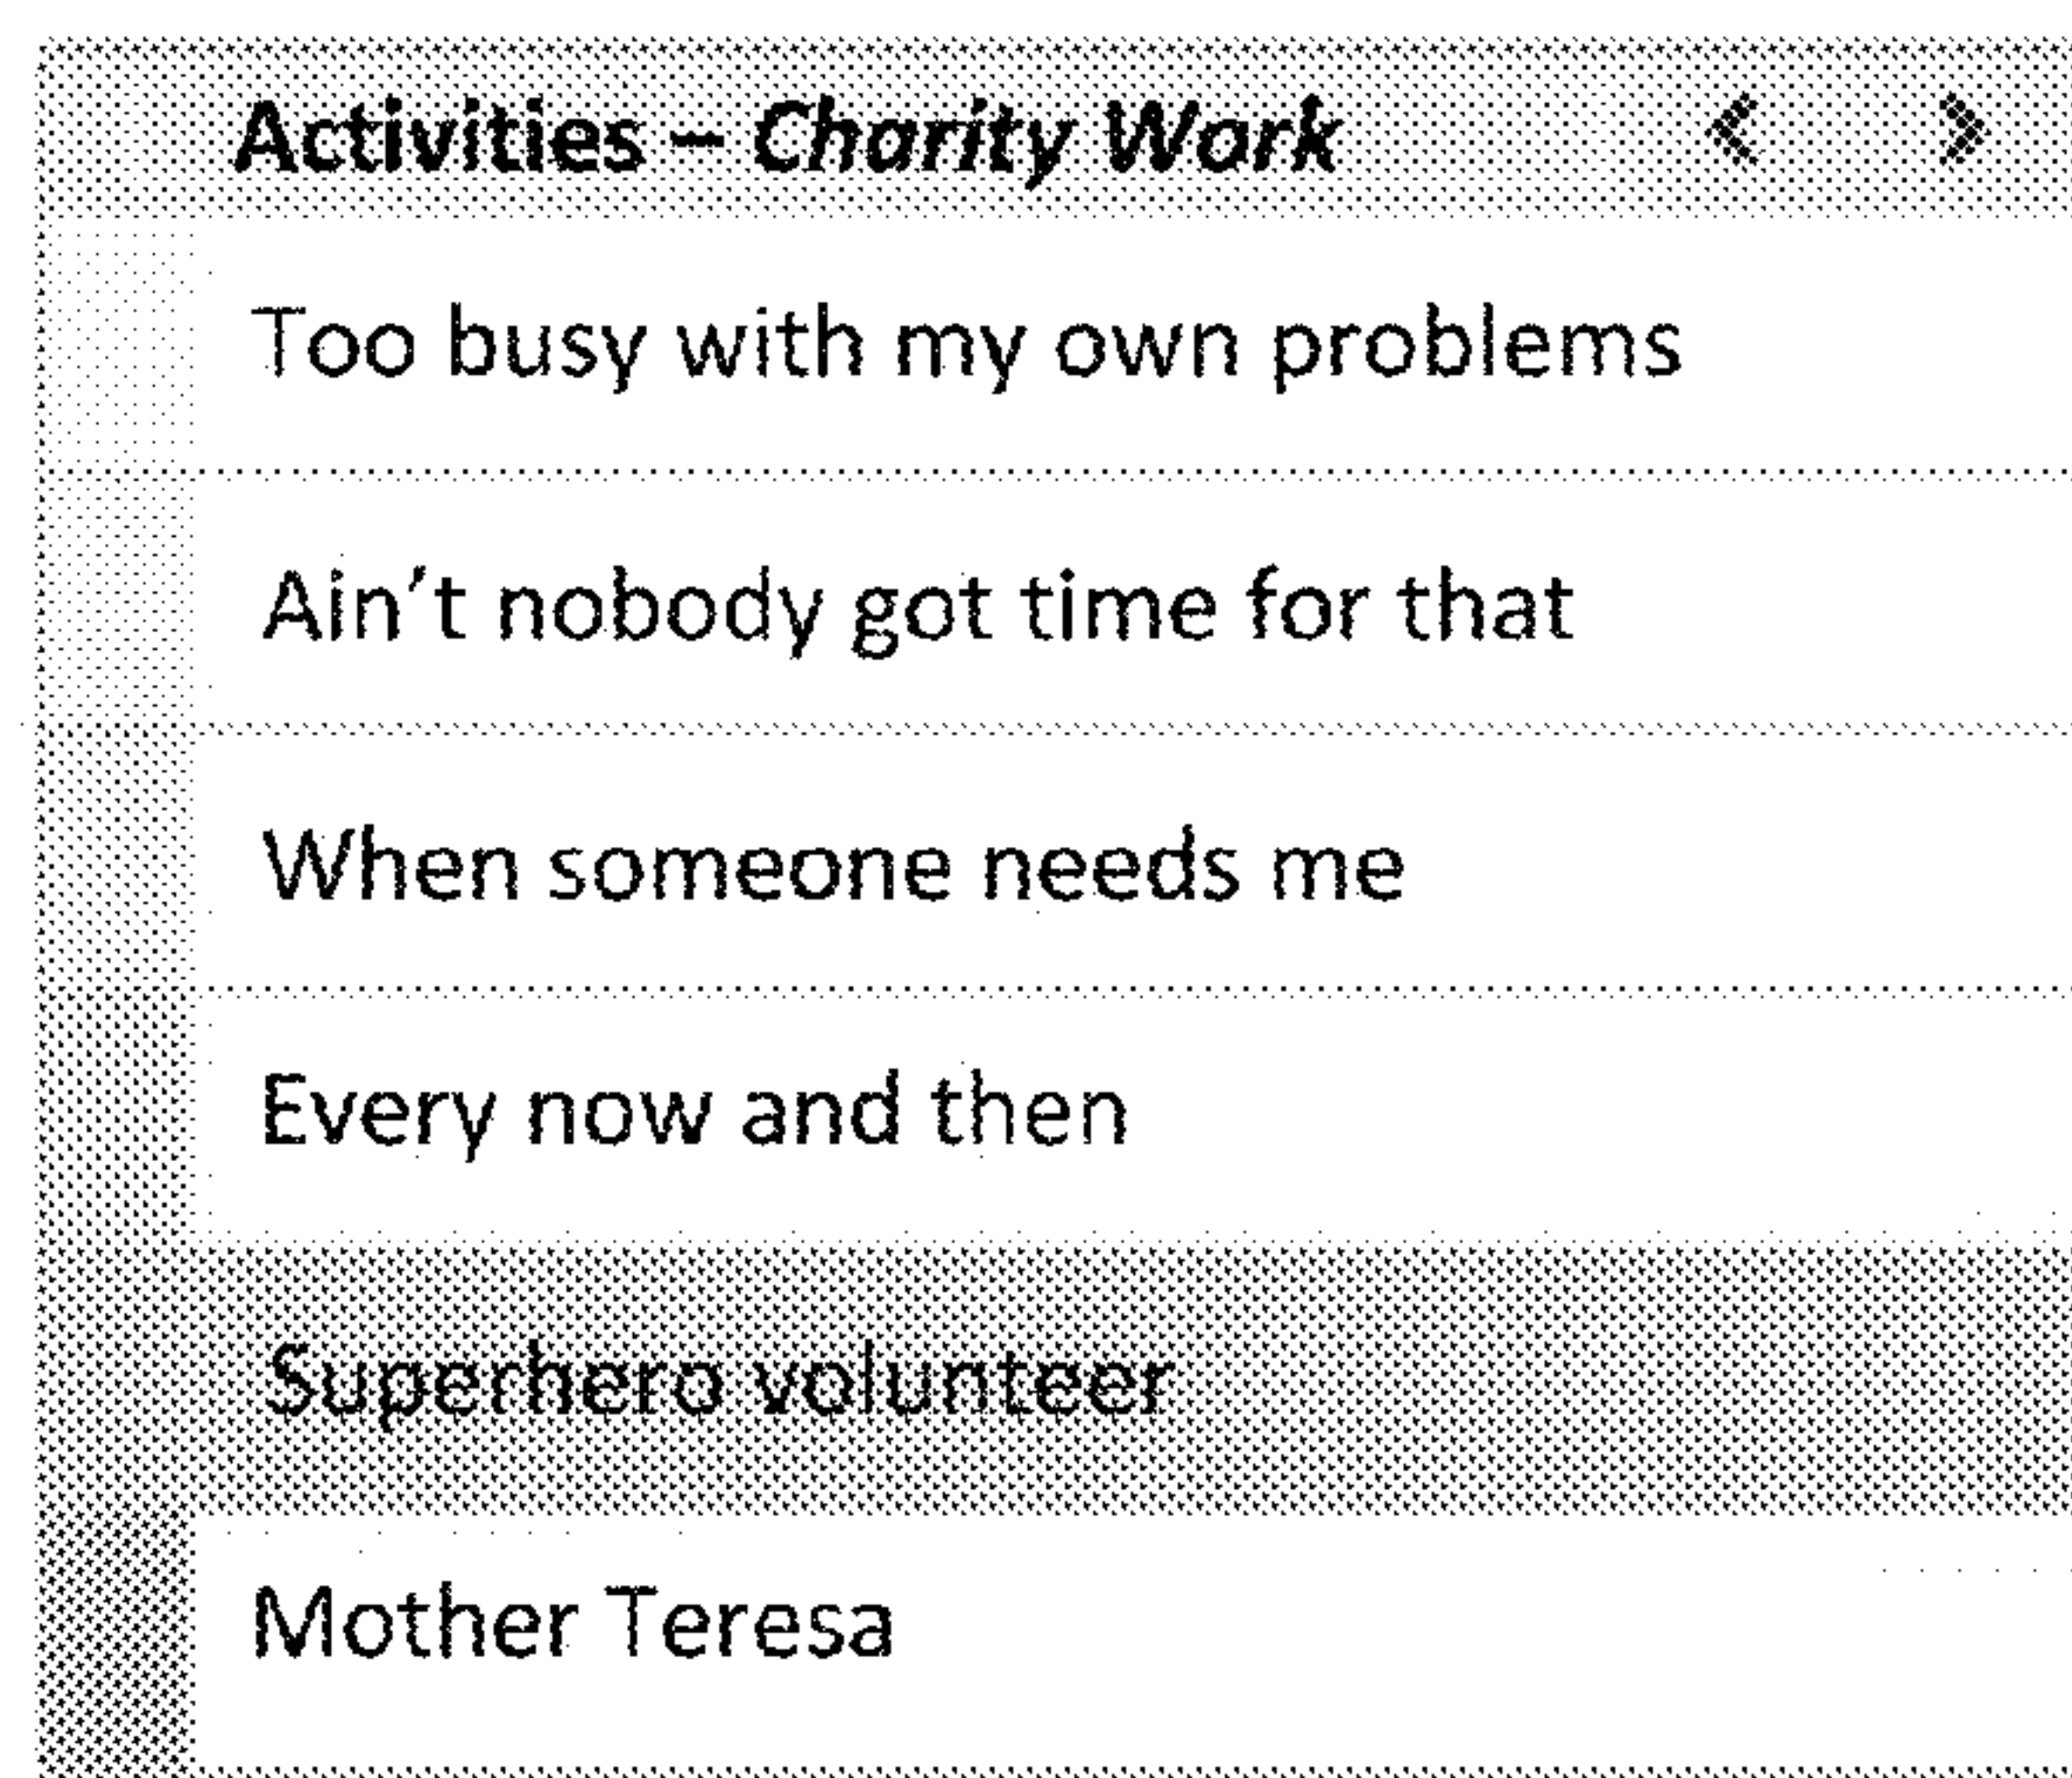 Activities – Charity Work < >
Too busy with my own problems
Ain’t nobody got time for that
When someone needs me
Every now and then
Superhero volunteer
Mother Teresa